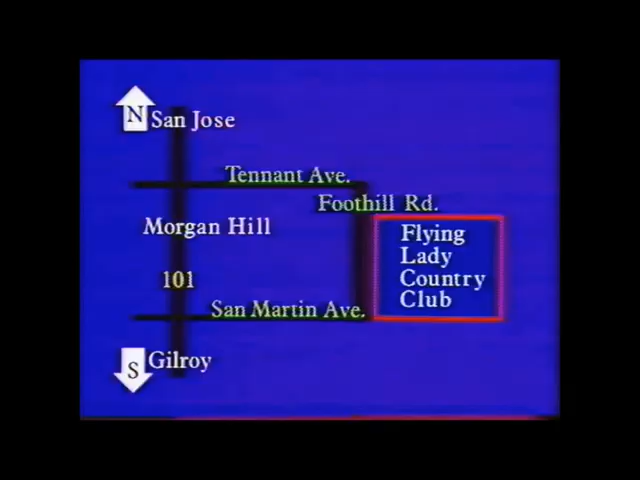 N
San Jose
Tennant Ave.
Foothill Rd.
Morgan Hill
Flying
Lady
Country
Club
101
San Martin Ave.
Gilroy
S